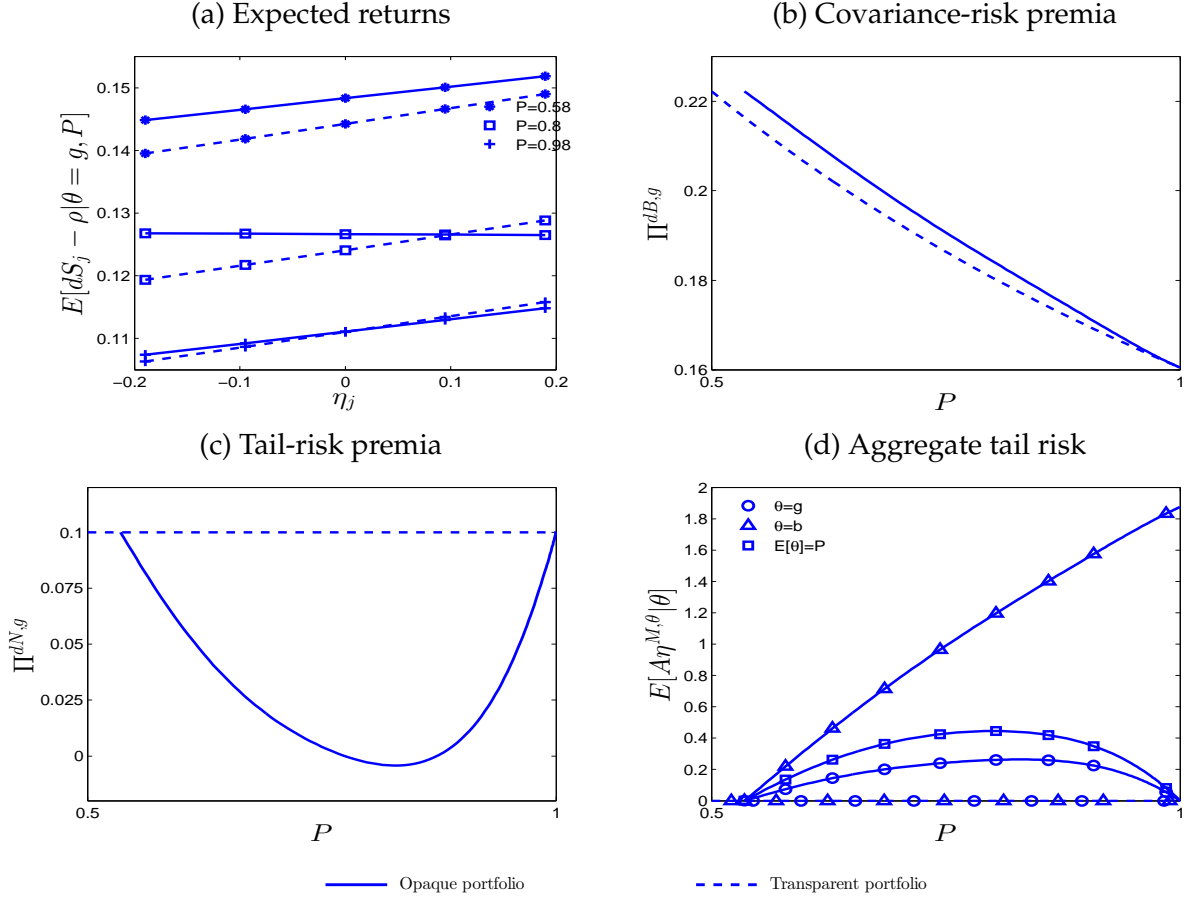 (a) Expected returns
E[dS_j − ρ|θ = g, P]
0.15
0.14
0.13
0.12
0.11
−0.2 −0.1 0 0.1 0.2
η_j
P=0.58
P=0.8
P=0.98
(b) Covariance-risk premia
Π^{dB,g}
0.22
0.2
0.18
0.16
0.5 1
P
(c) Tail-risk premia
Π^{dN,g}
0.1
0.075
0.05
0.025
0
0.5 1
P
(d) Aggregate tail risk
E[Aη^{M,θ}|θ]
2
1.8
1.6
1.4
1.2
1
0.8
0.6
0.4
0.2
0
0.5 1
P
θ=g
θ=b
E[θ]=P
Opaque portfolio
Transparent portfolio